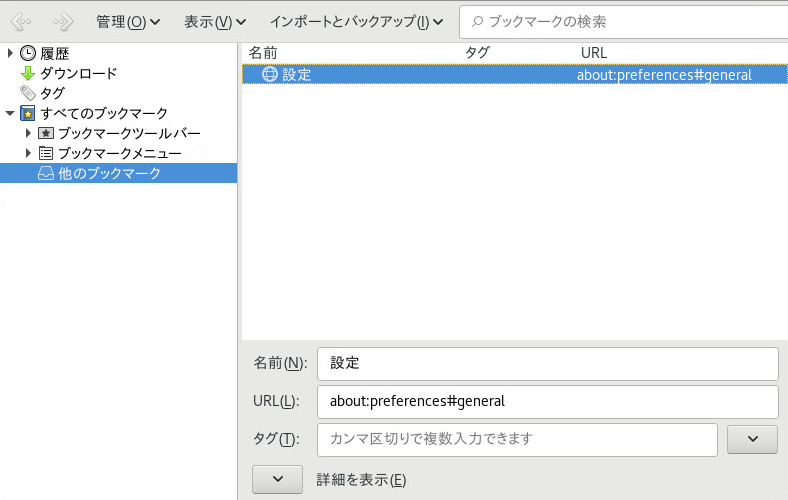 管理(O) 表示(V) インポートとバックアップ(I) ブックマークの検索
履歴
ダウンロード
タグ
すべてのブックマーク
ブックマークツールバー
ブックマークメニュー
他のブックマーク
名前 タグ URL
設定 about:preferences#general
名前(N): 設定
URL(L): about:preferences#general
タグ(T): カンマ区切りで複数入力できます
詳細を表示(E)